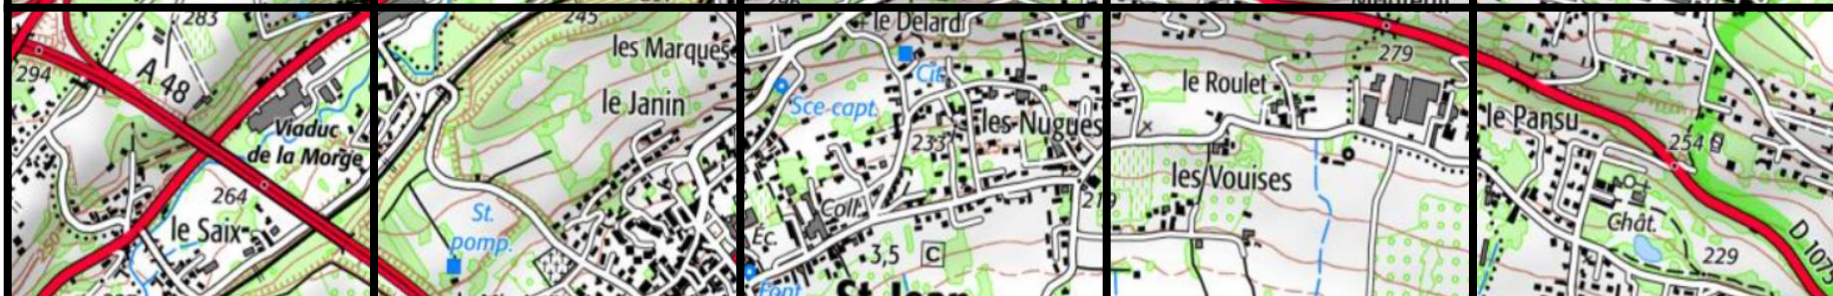 283
294
A 48
Viaduc
de la Morge
264
le Saix
250
245
les Marques
le Janin
St.
pomp.
le Delard
Cit.
Sce capt.
les Nugues
233
Coll.
219
Éc.
3,5 C
Font.
St-Jean
279
le Roulet
les Vouises
le Pansu
254
Chât.
229
D 1075